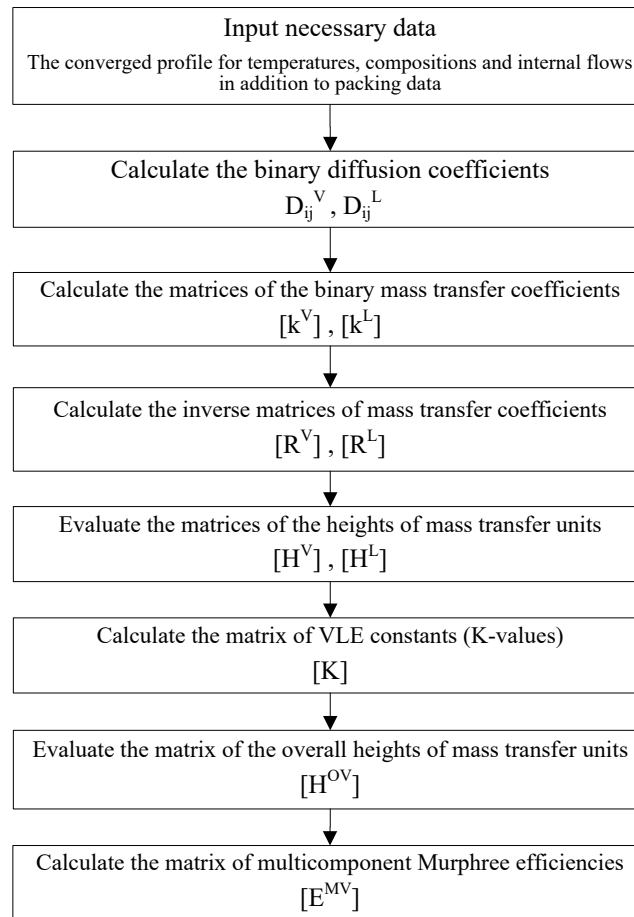 Input necessary data
The converged profile for temperatures, compositions and internal flows
in addition to packing data
Calculate the binary diffusion coefficients
D_ij^V , D_ij^L
Calculate the matrices of the binary mass transfer coefficients
[k^V] , [k^L]
Calculate the inverse matrices of mass transfer coefficients
[R^V] , [R^L]
Evaluate the matrices of the heights of mass transfer units
[H^V] , [H^L]
Calculate the matrix of VLE constants (K-values)
[K]
Evaluate the matrix of the overall heights of mass transfer units
[H^OV]
Calculate the matrix of multicomponent Murphree efficiencies
[E^MV]